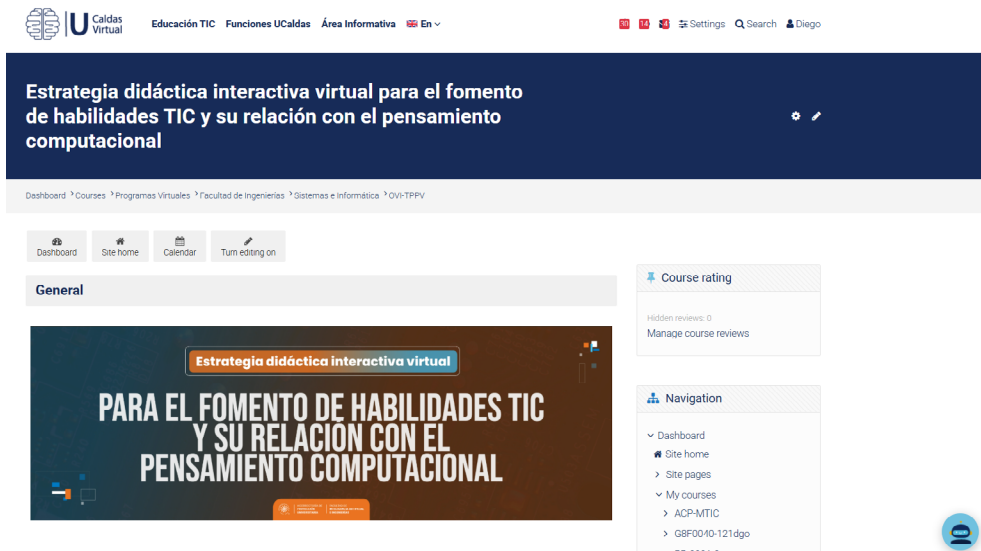 U Caldas Virtual
Educación TIC Funciones UCaldas Área Informativa En
30 14 4 Settings Search Diego
Estrategia didáctica interactiva virtual para el fomento
de habilidades TIC y su relación con el pensamiento
computacional
Dashboard > Courses > Programas Virtuales > Facultad de Ingenierías > Sistemas e Informática > OVI-TPPV
Dashboard Site home Calendar Turn editing on
General
Estrategia didáctica interactiva virtual
PARA EL FOMENTO DE HABILIDADES TIC
Y SU RELACIÓN CON EL
PENSAMIENTO COMPUTACIONAL
Course rating
Hidden reviews: 0
Manage course reviews
Navigation
Dashboard
Site home
Site pages
My courses
ACP-MTIC
G8F0040-121dgo